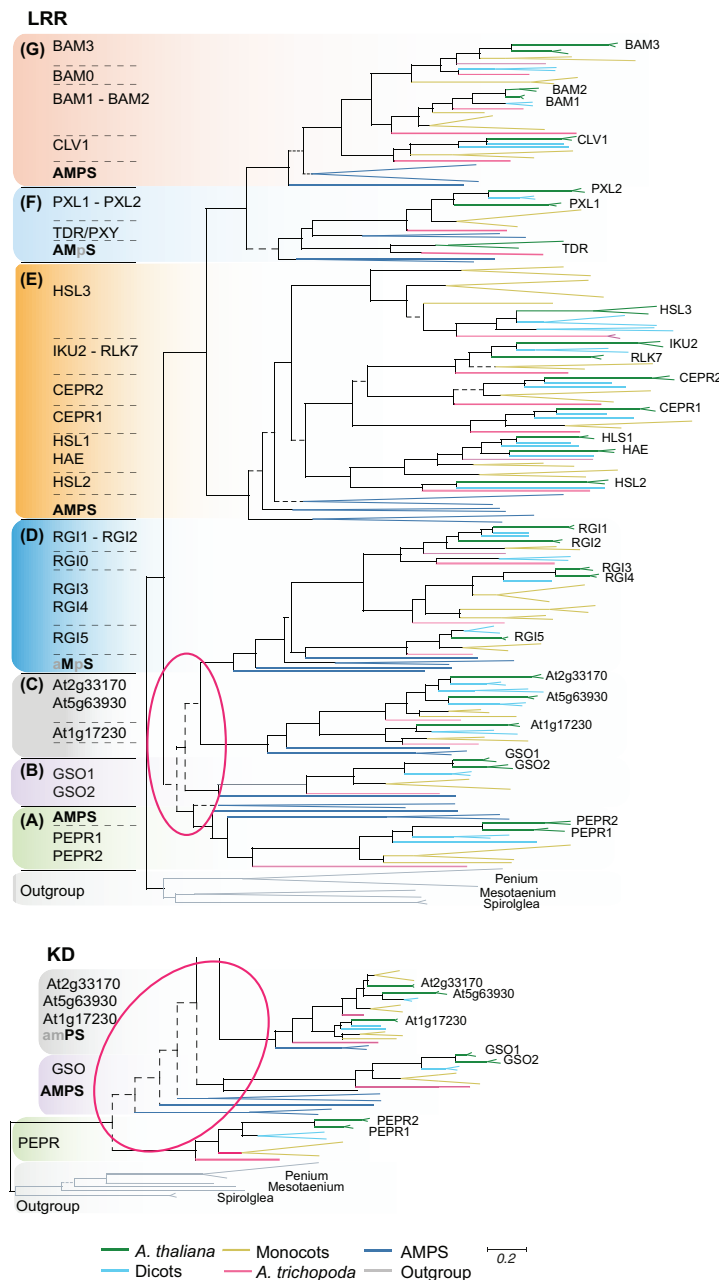 LRR
(G) BAM3
BAM0
BAM1 - BAM2
CLV1
AMPS
BAM3
BAM2
BAM1
CLV1
(F) PXL1 - PXL2
TDR/PXY
AMpS
PXL2
PXL1
TDR
(E)
HSL3
IKU2 - RLK7
CEPR2
CEPR1
HSL1
HAE
HSL2
AMPS
HSL3
IKU2
RLK7
CEPR2
CEPR1
HLS1
HAE
HSL2
(D) RGI1 - RGI2
RGI0
RGI3
RGI4
RGI5
aMpS
RGI1
RGI2
RGI3
RGI4
RGI5
(C) At2g33170
At5g63930
At1g17230
At2g33170
At5g63930
At1g17230
(B) GSO1
GSO2
GSO1
GSO2
(A) AMPS
PEPR1
PEPR2
PEPR2
PEPR1
Outgroup
Penium
Mesotaenium
Spirolglea
KD
At2g33170
At5g63930
At1g17230
amPS
At2g33170
At5g63930
At1g17230
GSO
AMPS
GSO1
GSO2
PEPR
PEPR2
PEPR1
Outgroup
Penium
Mesotaenium
Spirolglea
A. thaliana
Monocots
AMPS
Dicots
A. trichopoda
Outgroup
0.2